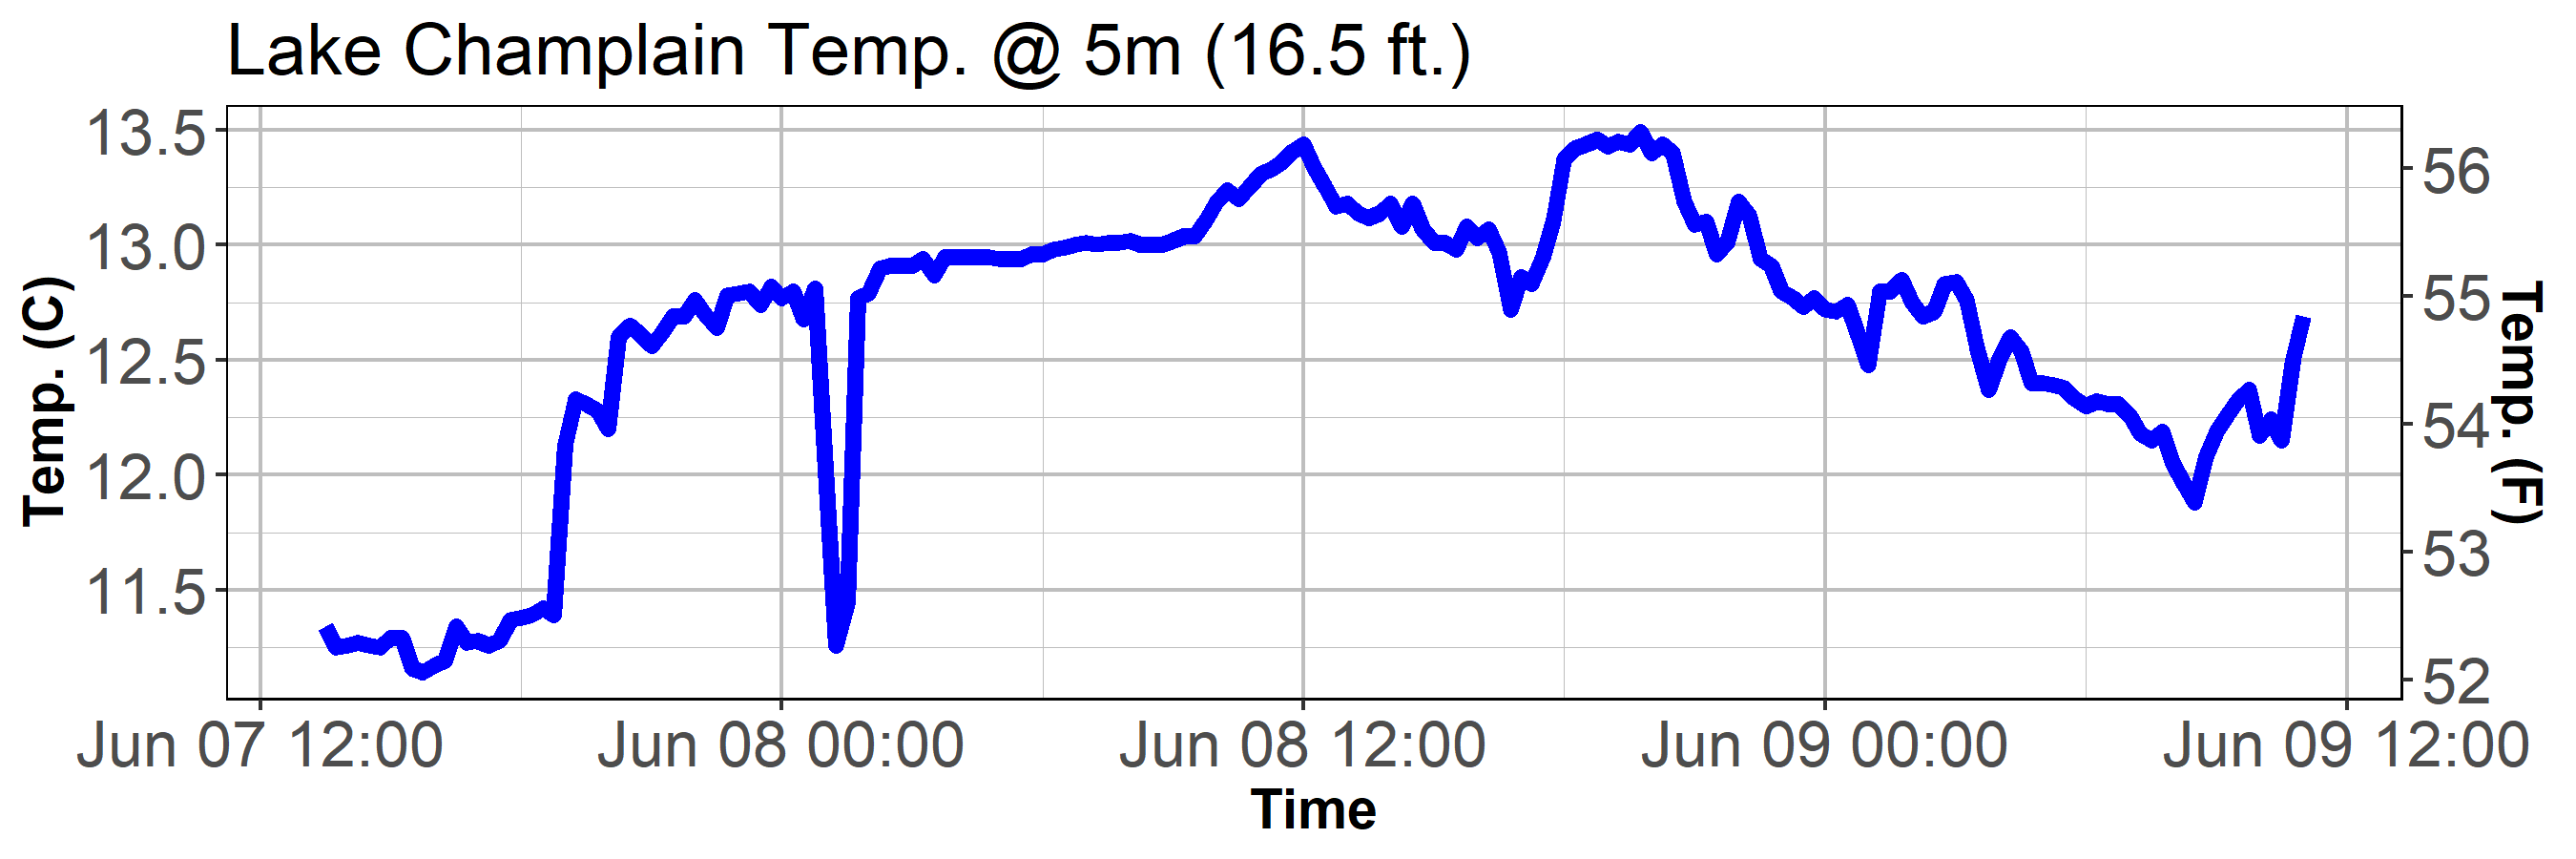 Lake Champlain Temp. @ 5m (16.5 ft.)
13.5
13.0
12.5
12.0
11.5
Temp. (C)
56
55
54
53
52
Temp. (F)
Jun 07 12:00 Jun 08 00:00 Jun 08 12:00 Jun 09 00:00 Jun 09 12:00
Time